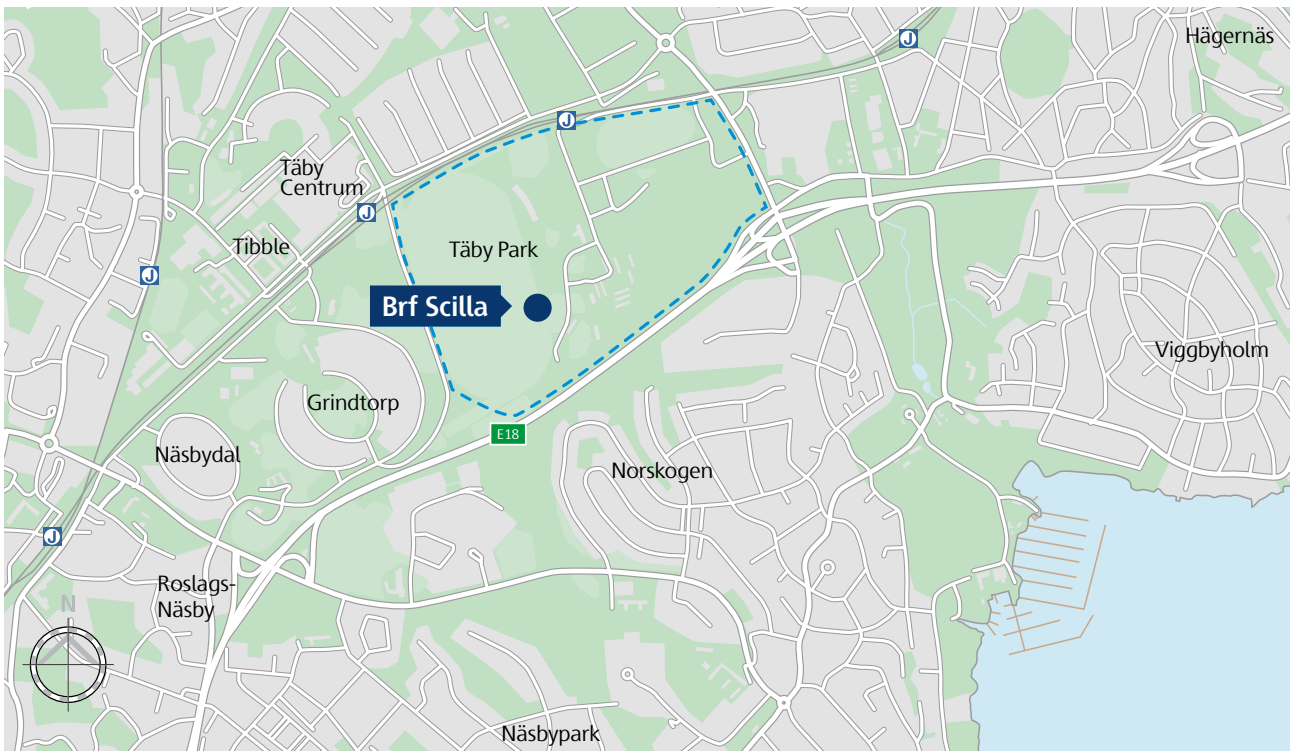 Hägernäs
J
J
Täby
Centrum
J
Tibble
Täby Park
J
Brf Scilla
Viggbyholm
Grindtorp
E18
Näsbydal
Norskogen
J
Roslags-
Näsby
N
Näsbypark